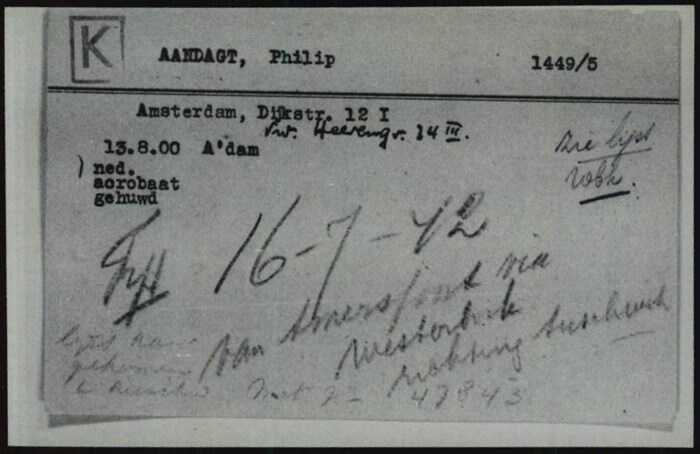 K
AANDAGT, Philip 1449/5
Amsterdam, Dijkstr. 12 I
14 III.
13.8.00 A'dam
Zie lijst
) ned.
acrobaat
gehuwd
16-7-42
van Amersfoort via
Westerbork
richting Auschwitz
47843